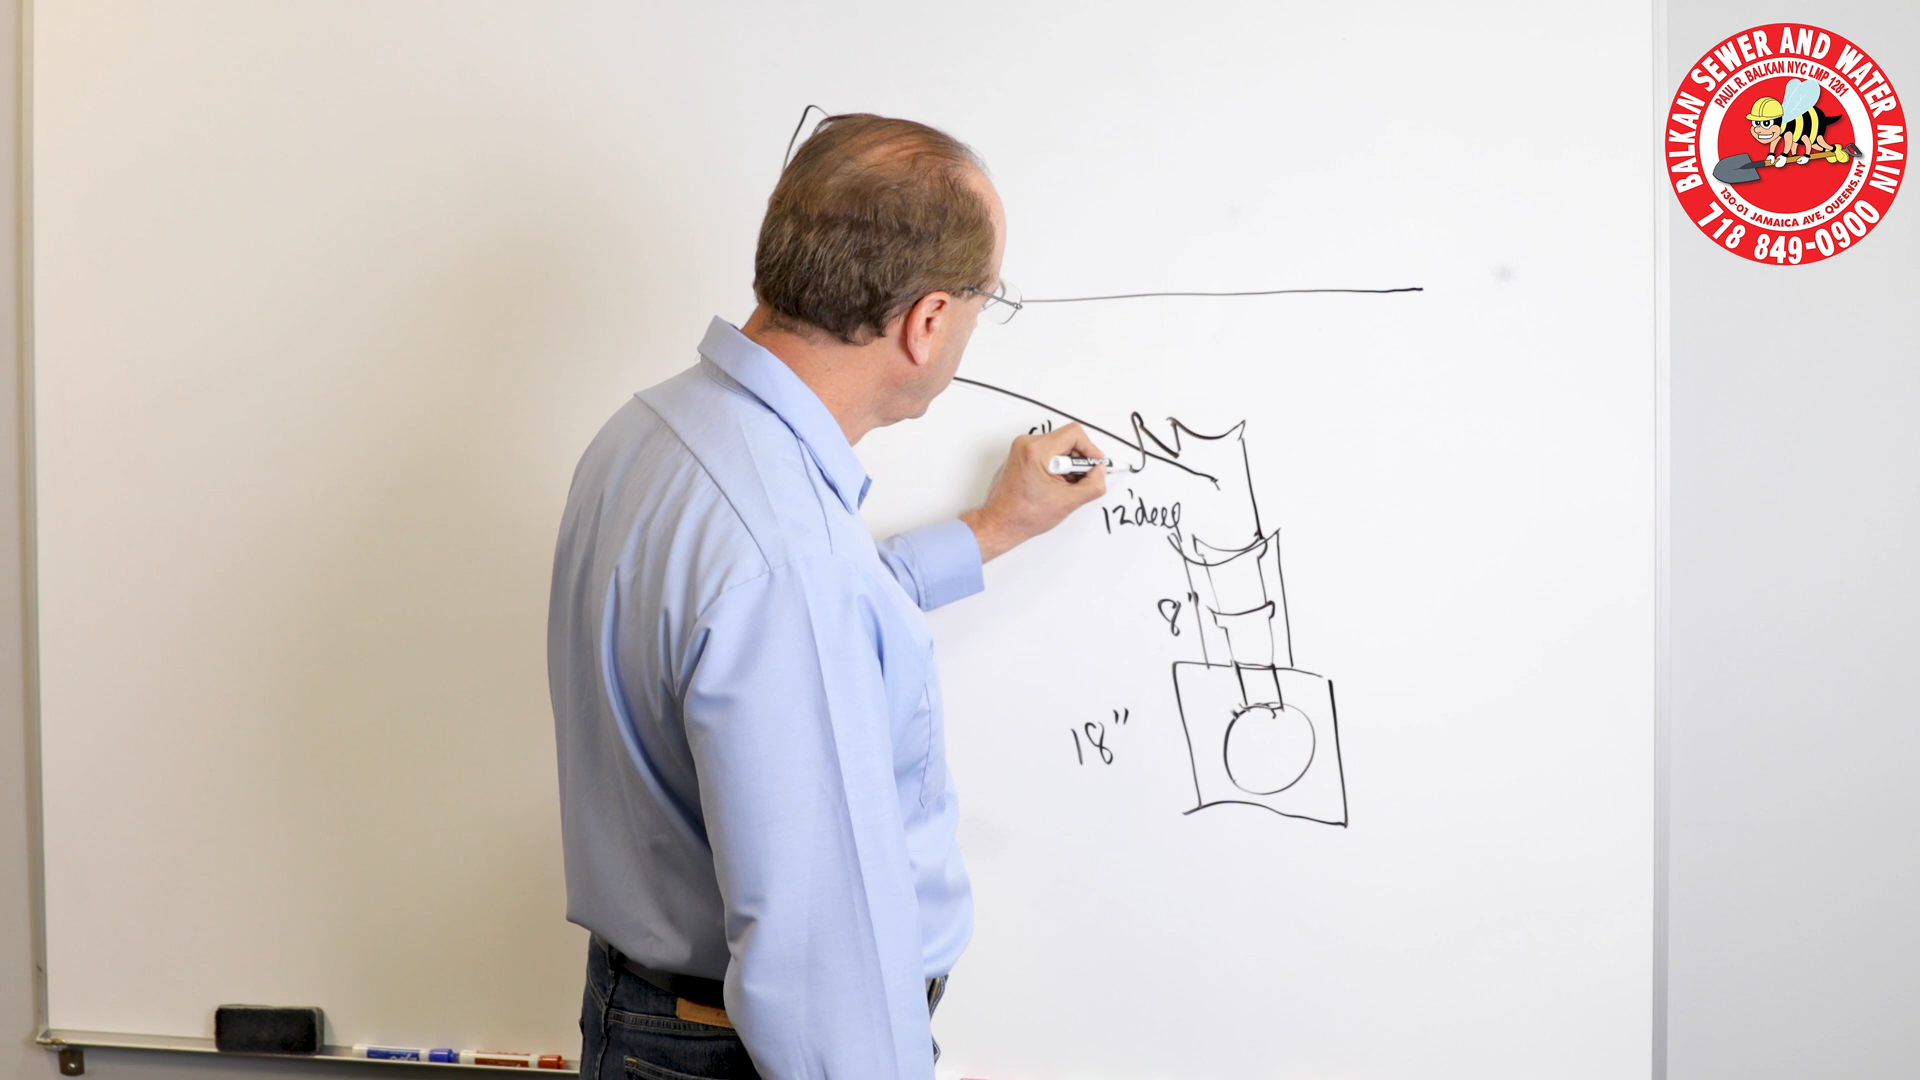 BALKAN SEWER AND WATER MAIN
PAUL R. BALKAN NYC LMP 1281
130-01 JAMAICA AVE, QUEENS, NY
718 849-0900
12' deep
8"
18"